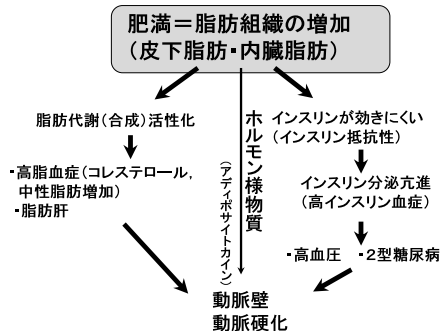 肥満＝脂肪組織の増加
（皮下脂肪・内臓脂肪）
脂肪代謝（合成）活性化
・高脂血症（コレステロール，
中性脂肪増加）
・脂肪肝
ホルモン様物質
（アディポサイトカイン）
インスリンが効きにくい
（インスリン抵抗性）
インスリン分泌亢進
（高インスリン血症）
・高血圧　・2型糖尿病
動脈壁
動脈硬化